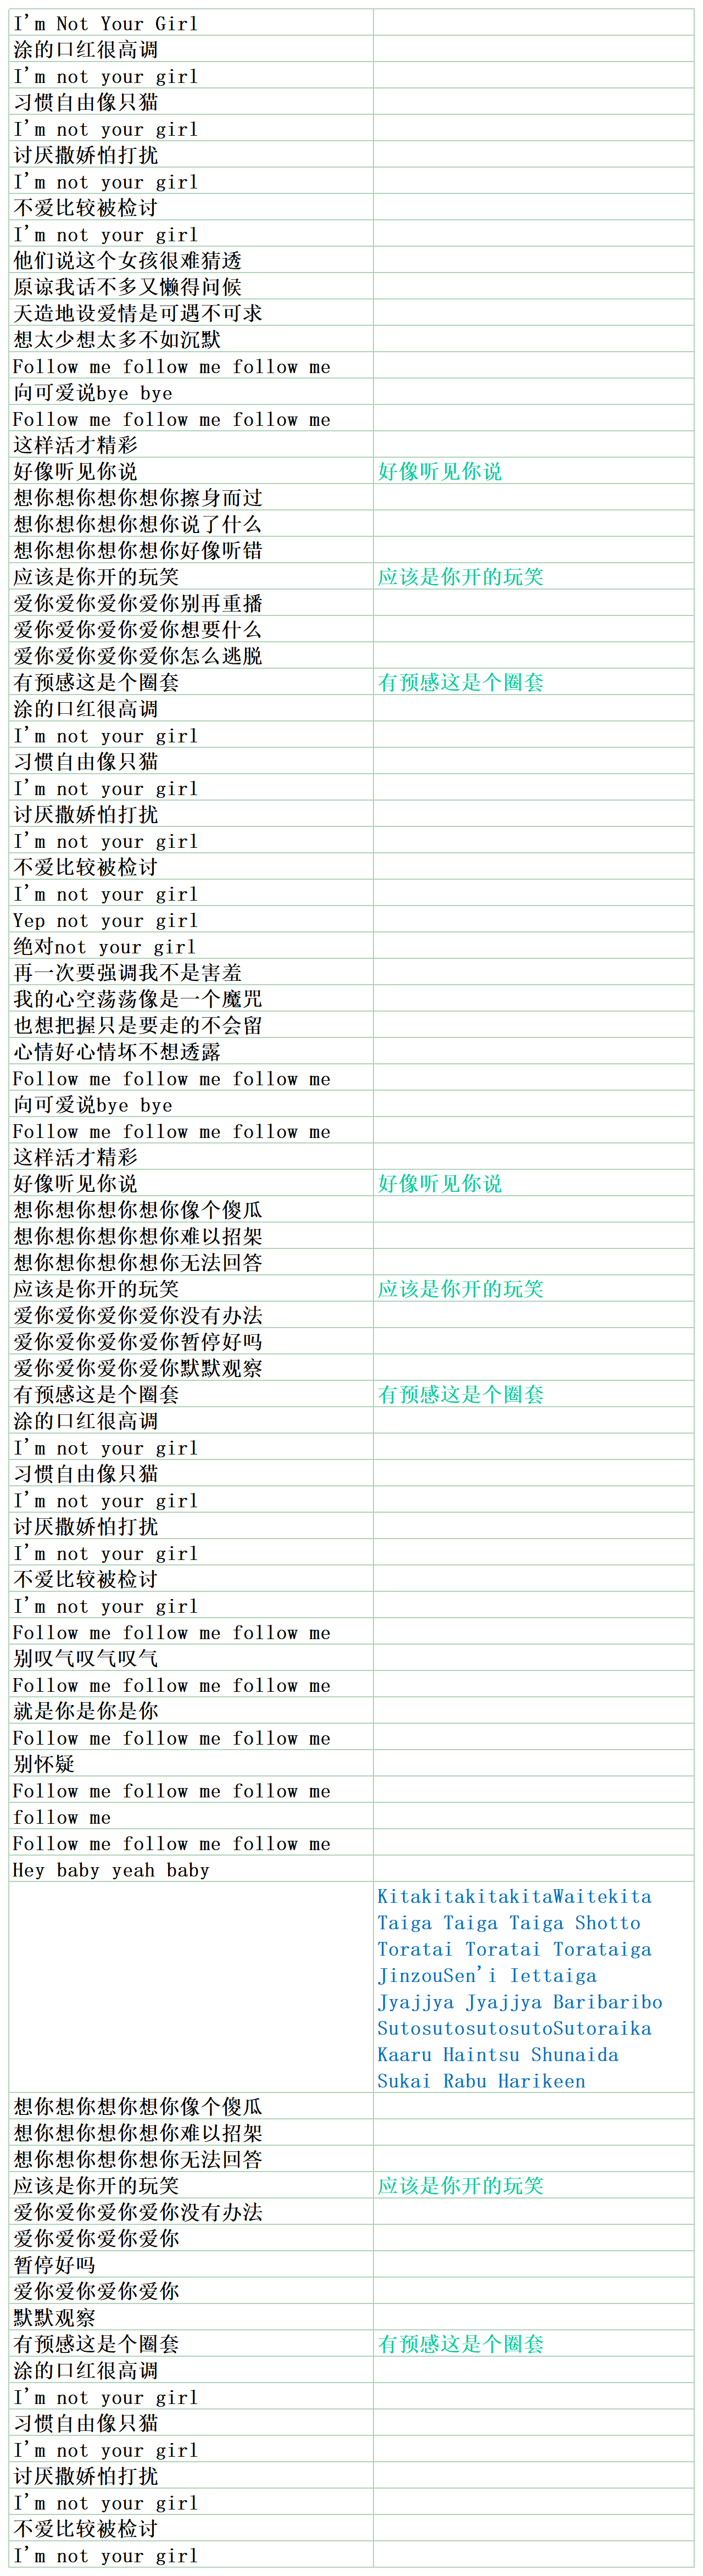 I'm Not Your Girl
涂的口红很高调
I'm not your girl
习惯自由像只猫
I'm not your girl
讨厌撒娇怕打扰
I'm not your girl
不爱比较被检讨
I'm not your girl
他们说这个女孩很难猜透
原谅我话不多又懒得问候
天造地设爱情是可遇不可求
想太少想太多不如沉默
Follow me follow me follow me
向可爱说bye bye
Follow me follow me follow me
这样活才精彩
好像听见你说
好像听见你说
想你想你想你想你擦身而过
想你想你想你想你说了什么
想你想你想你想你好像听错
应该是你开的玩笑
应该是你开的玩笑
爱你爱你爱你爱你别再重播
爱你爱你爱你爱你想要什么
爱你爱你爱你爱你怎么逃脱
有预感这是个圈套
有预感这是个圈套
涂的口红很高调
I'm not your girl
习惯自由像只猫
I'm not your girl
讨厌撒娇怕打扰
I'm not your girl
不爱比较被检讨
I'm not your girl
Yep not your girl
绝对not your girl
再一次要强调我不是害羞
我的心空荡荡像是一个魔咒
也想把握只是要走的不会留
心情好心情坏不想透露
Follow me follow me follow me
向可爱说bye bye
Follow me follow me follow me
这样活才精彩
好像听见你说
好像听见你说
想你想你想你想你像个傻瓜
想你想你想你想你难以招架
想你想你想你想你无法回答
应该是你开的玩笑
应该是你开的玩笑
爱你爱你爱你爱你没有办法
爱你爱你爱你爱你暂停好吗
爱你爱你爱你爱你默默观察
有预感这是个圈套
有预感这是个圈套
涂的口红很高调
I'm not your girl
习惯自由像只猫
I'm not your girl
讨厌撒娇怕打扰
I'm not your girl
不爱比较被检讨
I'm not your girl
Follow me follow me follow me
别叹气叹气叹气
Follow me follow me follow me
就是你是你是你
Follow me follow me follow me
别怀疑
Follow me follow me follow me
follow me
Follow me follow me follow me
Hey baby yeah baby
KitakitakitakitaWaitekita
Taiga Taiga Taiga Shotto
Toratai Toratai Torataiga
JinzouSen'i Iettaiga
Jyajjya Jyajjya Baribaribo
SutosutosutosutoSutoraika
Kaaru Haintsu Shunaida
Sukai Rabu Harikeen
想你想你想你想你像个傻瓜
想你想你想你想你难以招架
想你想你想你想你无法回答
应该是你开的玩笑
应该是你开的玩笑
爱你爱你爱你爱你没有办法
爱你爱你爱你爱你
暂停好吗
爱你爱你爱你爱你
默默观察
有预感这是个圈套
有预感这是个圈套
涂的口红很高调
I'm not your girl
习惯自由像只猫
I'm not your girl
讨厌撒娇怕打扰
I'm not your girl
不爱比较被检讨
I'm not your girl